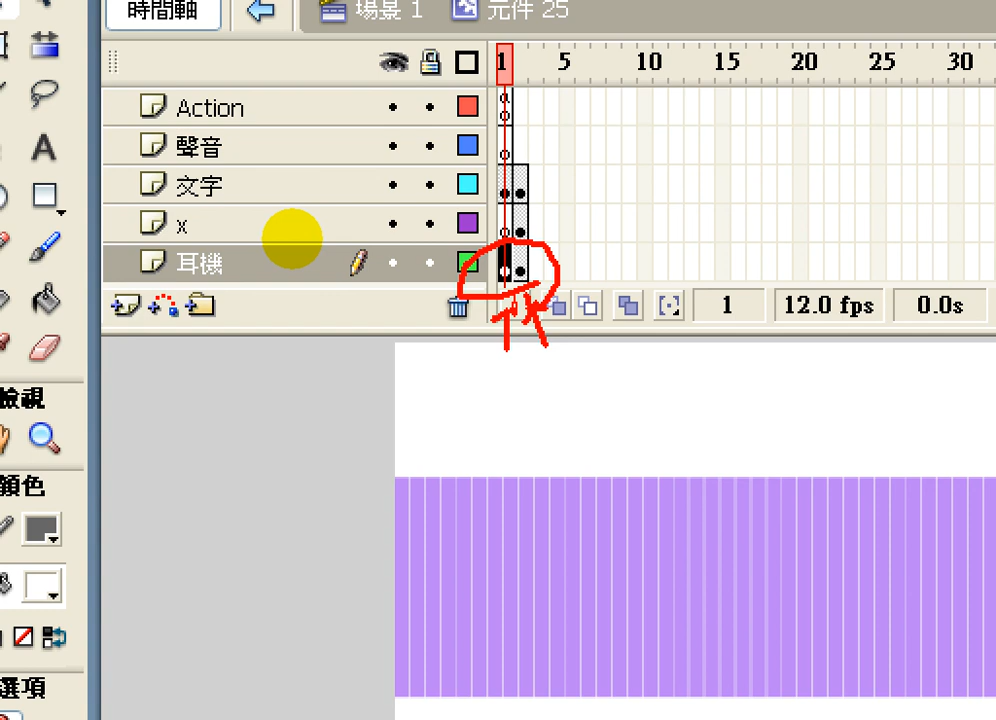 時間軸
場景 1
元件 25
1 5 10 15 20 25 30
Action
聲音
文字
x
耳機
1 12.0 fps 0.0s
A
檢視
顏色
選項